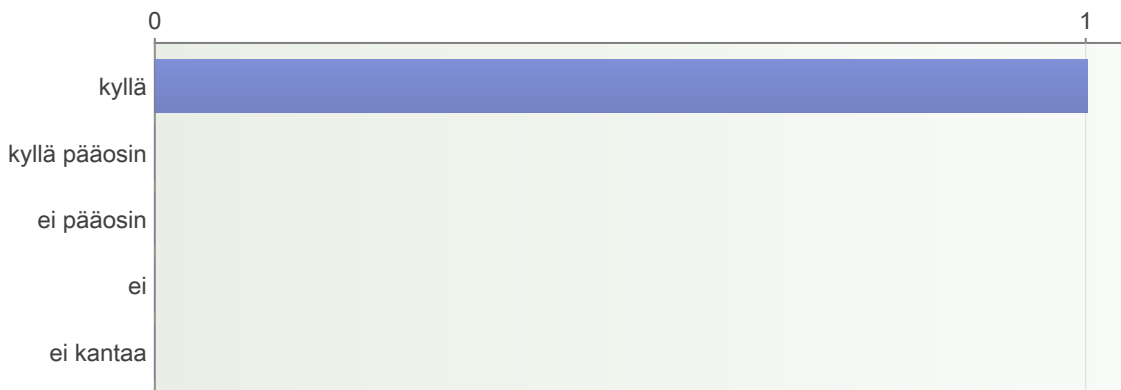 0 1
kyllä
kyllä pääosin
ei pääosin
ei
ei kantaa